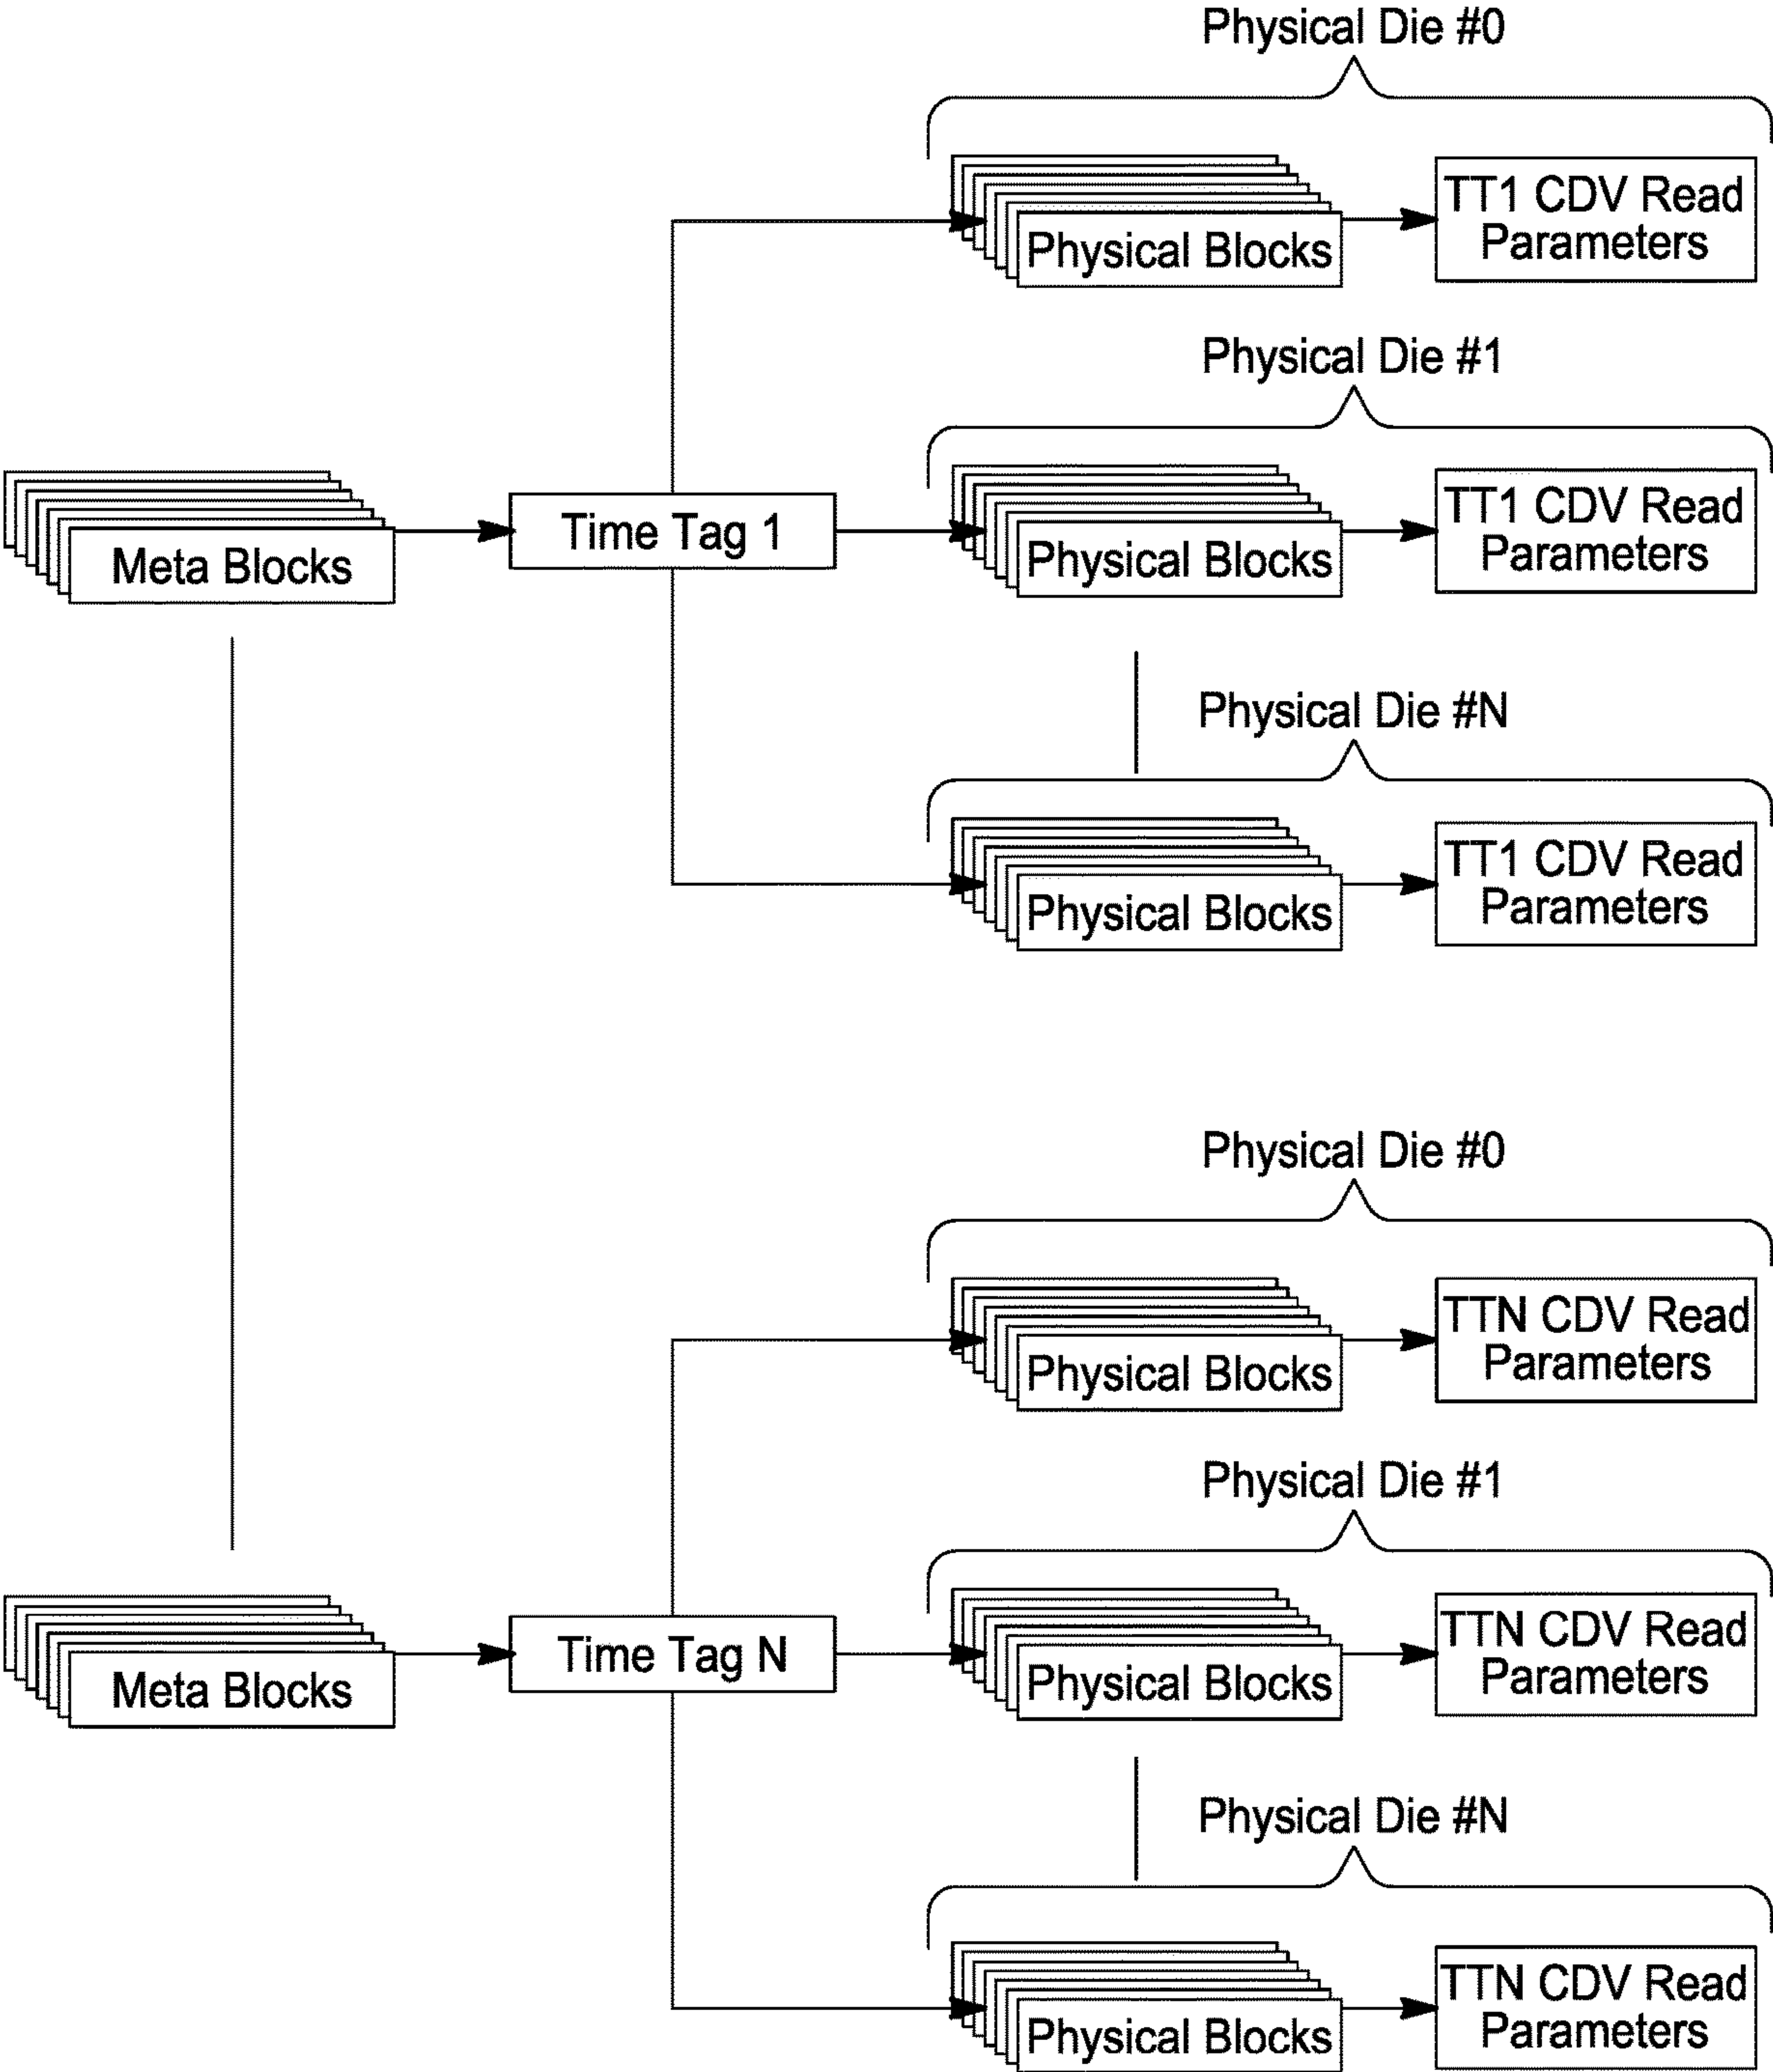 Physical Die #0
TT1 CDV Read
Parameters
Physical Blocks
Physical Die #1
Meta Blocks
Time Tag 1
Physical Blocks
TT1 CDV Read
Parameters
Physical Die #N
Physical Blocks
TT1 CDV Read
Parameters
Physical Die #0
Physical Blocks
TTN CDV Read
Parameters
Physical Die #1
Meta Blocks
Time Tag N
Physical Blocks
TTN CDV Read
Parameters
Physical Die #N
Physical Blocks
TTN CDV Read
Parameters